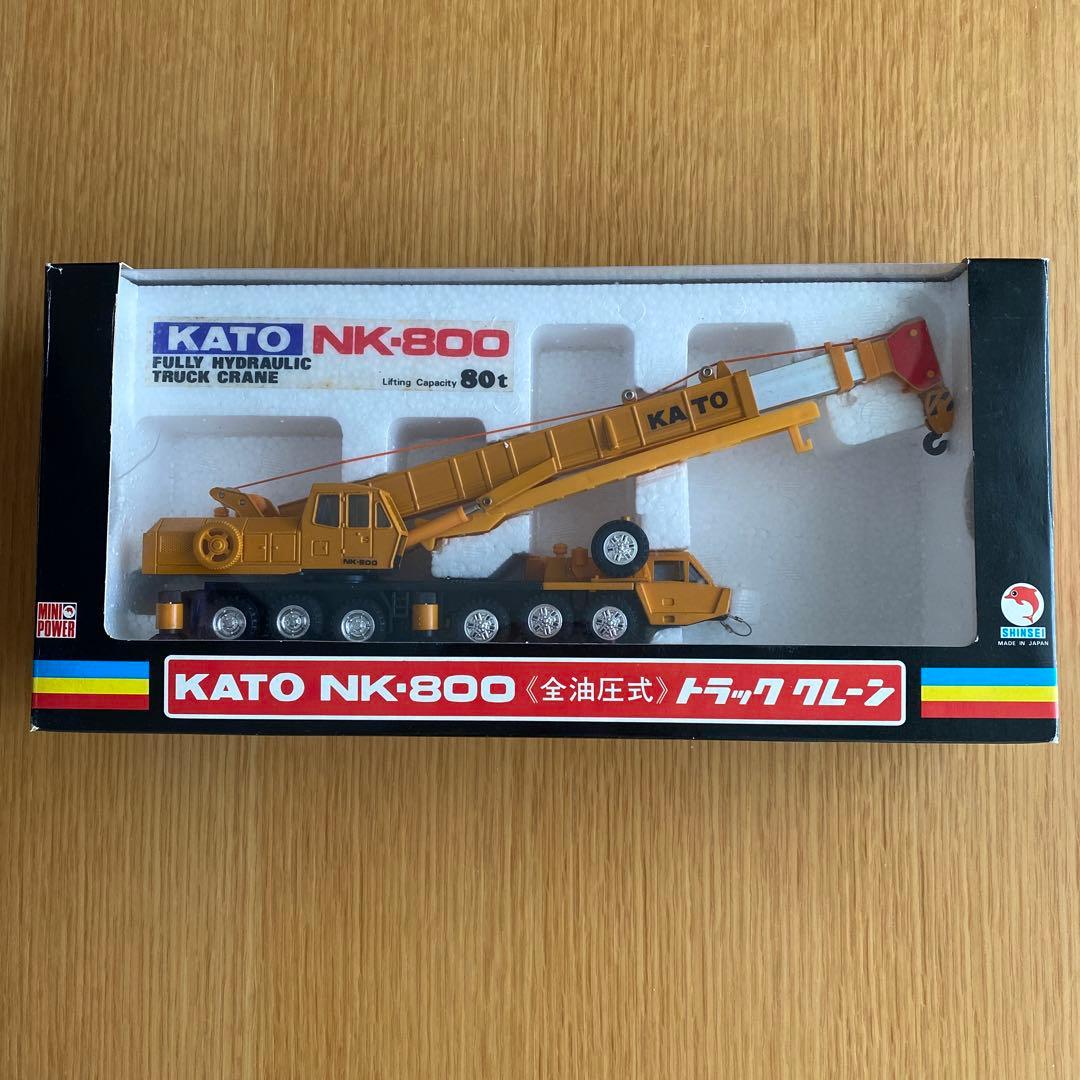 KATO NK-800
FULLY HYDRAULIC
TRUCK CRANE
Lifting Capacity 80t
KATO
NK-800
MINI
POWER
SHINSEI
MADE IN JAPAN
KATO NK-800《全油圧式》トラッククレーン